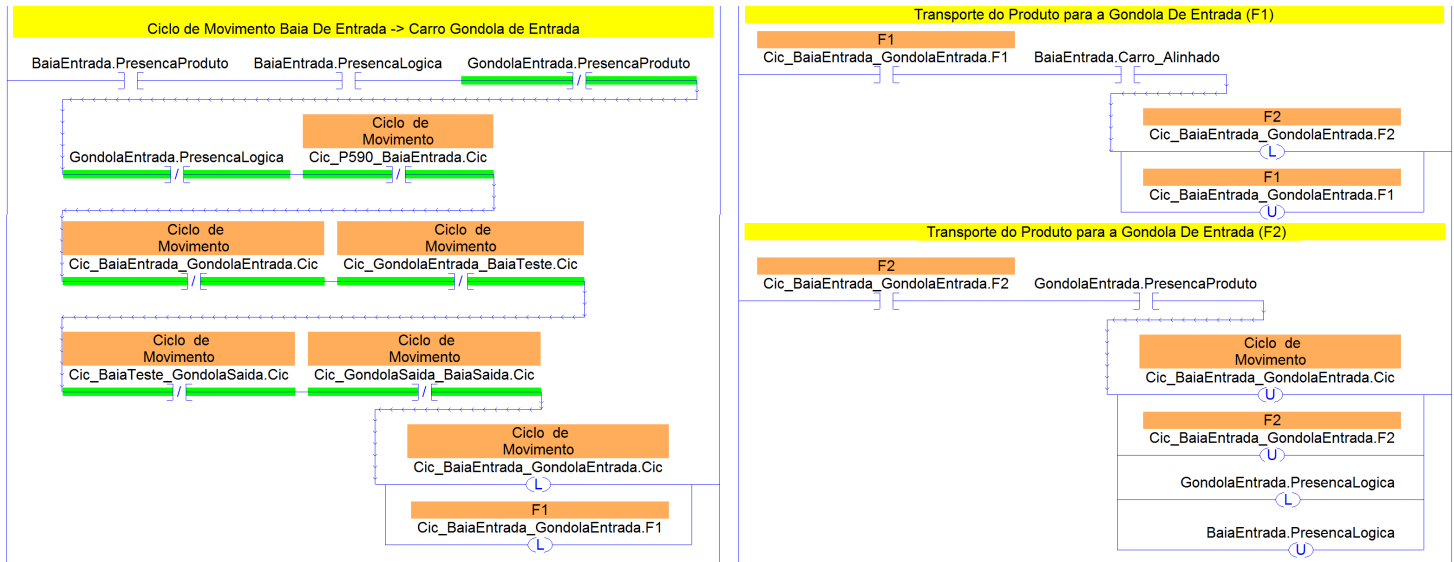 Ciclo de Movimento Baia De Entrada -> Carro Gondola de Entrada
BaiaEntrada.PresencaProduto
BaiaEntrada.PresencaLogica
GondolaEntrada.PresencaProduto
/
Ciclo de
Movimento
GondolaEntrada.PresencaLogica
Cic_P590_BaiaEntrada.Cic
/
/
Ciclo de
Movimento
Cic_BaiaEntrada_GondolaEntrada.Cic
/
Ciclo de
Movimento
Cic_GondolaEntrada_BaiaTeste.Cic
/
Ciclo de
Movimento
Cic_BaiaTeste_GondolaSaida.Cic
/
Ciclo de
Movimento
Cic_GondolaSaida_BaiaSaida.Cic
/
Ciclo de
Movimento
Cic_BaiaEntrada_GondolaEntrada.Cic
L
F1
Cic_BaiaEntrada_GondolaEntrada.F1
L
Transporte do Produto para a Gondola De Entrada (F1)
F1
Cic_BaiaEntrada_GondolaEntrada.F1
BaiaEntrada.Carro_Alinhado
F2
Cic_BaiaEntrada_GondolaEntrada.F2
L
F1
Cic_BaiaEntrada_GondolaEntrada.F1
U
Transporte do Produto para a Gondola De Entrada (F2)
F2
Cic_BaiaEntrada_GondolaEntrada.F2
GondolaEntrada.PresencaProduto
Ciclo de
Movimento
Cic_BaiaEntrada_GondolaEntrada.Cic
U
F2
Cic_BaiaEntrada_GondolaEntrada.F2
U
GondolaEntrada.PresencaLogica
L
BaiaEntrada.PresencaLogica
U